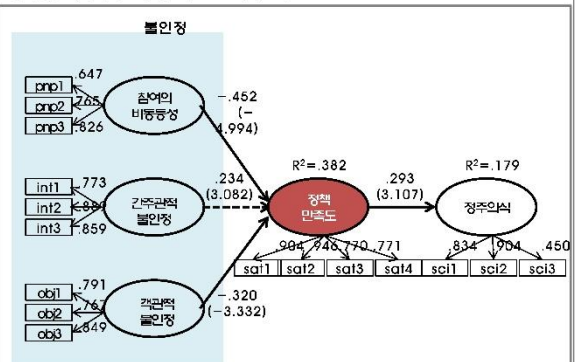 불인정
pnp1
.647
pnp2
.765
pnp3
.826
참여의
비동등성
-.452
(-
4.994)
int1
.773
int2
.889
int3
.859
간주관적
불인정
.234
(3.082)
R²=.382
정책
만족도
.293
(3.107)
R²=.179
정주의식
.904
.946
.770
.771
.834
.904
.450
sat1
sat2
sat3
sat4
sci1
sci2
sci3
obj1
.791
obj2
.767
obj3
.849
객관적
불인정
-.320
(-3.332)